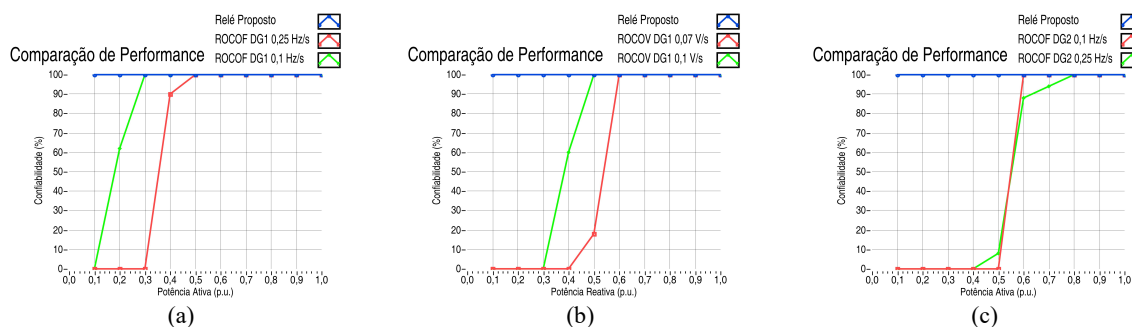 Relé Proposto
ROCOF DG1 0,25 Hz/s
ROCOF DG1 0,1 Hz/s
Comparação de Performance
Confiabilidade (%)
100
90
80
70
60
50
40
30
20
10
0
0,0 0,1 0,2 0,3 0,4 0,5 0,6 0,7 0,8 0,9 1,0
Potência Ativa (p.u.)
(a)
Relé Proposto
ROCOV DG1 0,07 V/s
ROCOV DG1 0,1 V/s
Comparação de Performance
Confiabilidade (%)
100
90
80
70
60
50
40
30
20
10
0
0,0 0,1 0,2 0,3 0,4 0,5 0,6 0,7 0,8 0,9 1,0
Potência Reativa (p.u.)
(b)
Relé Proposto
ROCOF DG2 0,1 Hz/s
ROCOF DG2 0,25 Hz/s
Comparação de Performance
Confiabilidade (%)
100
90
80
70
60
50
40
30
20
10
0
0,0 0,1 0,2 0,3 0,4 0,5 0,6 0,7 0,8 0,9 1,0
Potência Ativa (p.u.)
(c)